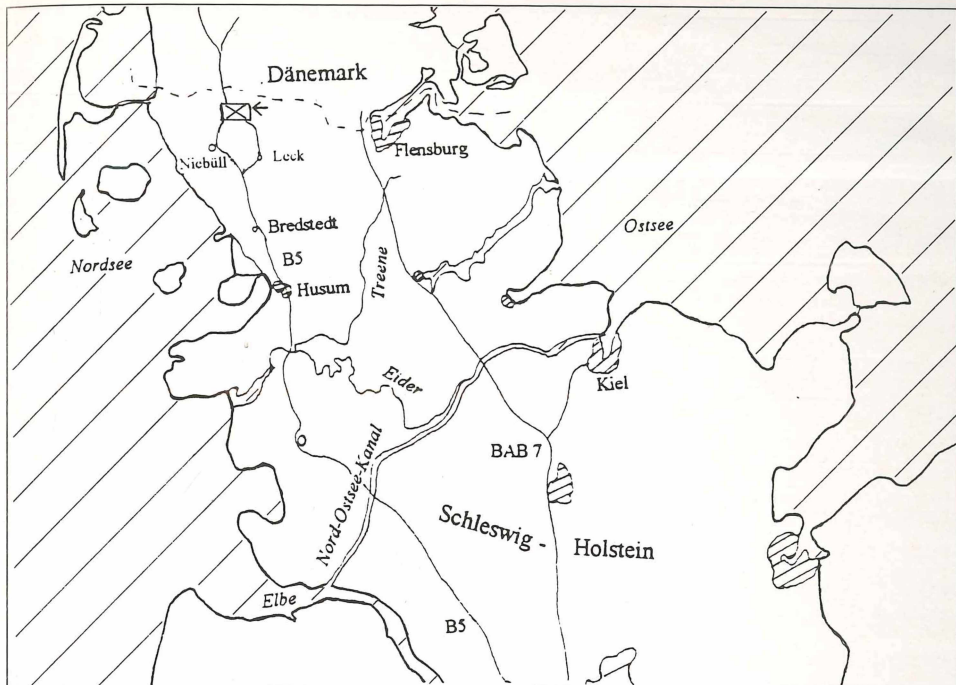 Dänemark
Flensburg
Niebüll
Leck
Ostsee
Bredstedt
Nordsee
B5
Treene
Husum
Eider
Kiel
BAB 7
Nord-Ostsee-Kanal
Schleswig -
Holstein
Elbe
B5